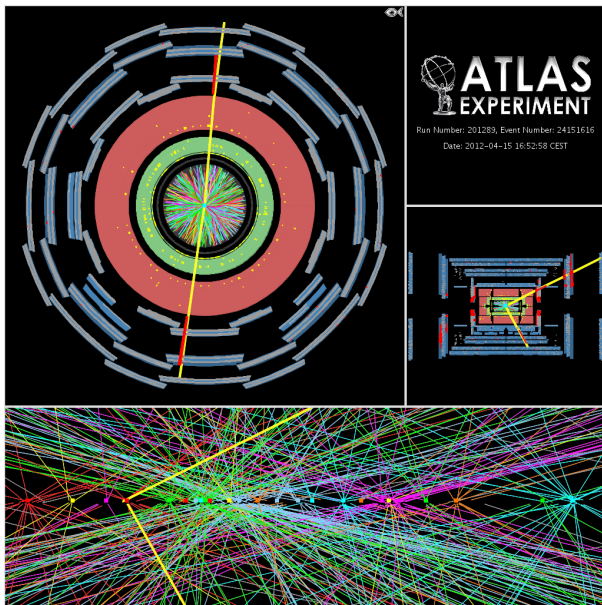 ATLAS
EXPERIMENT
Run Number: 201289, Event Number: 24151616
Date: 2012-04-15 16:52:58 CEST